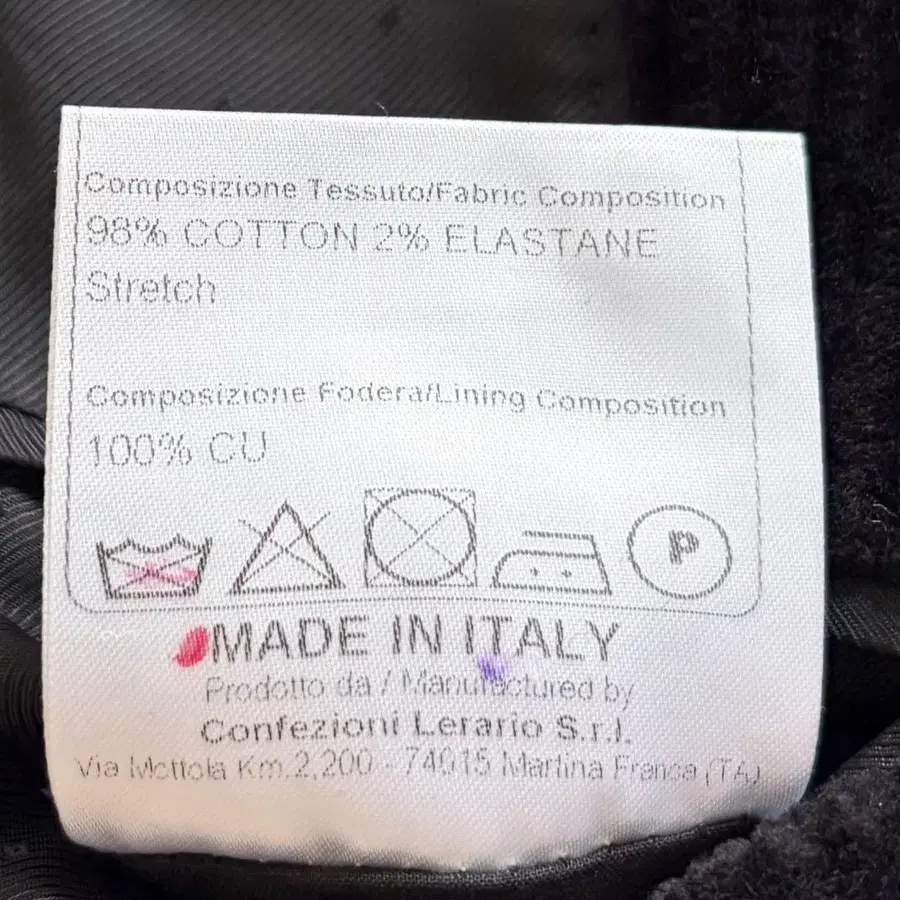 Composizione Tessuto/Fabric Composition
98% COTTON 2% ELASTANE
Stretch
Composizione Fodera/Lining Composition
100% CU
P
MADE IN ITALY
Prodotto da / Manufactured by
Confezioni Lerario S.r.l.
Via Mottola Km.2,200 - 74015 Martina Franca (TA)